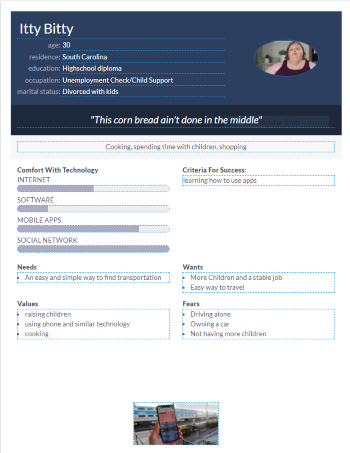 Itty Bitty
age: 30
residence: South Carolina
education: Highschool diploma
occupation: Unemployment Check/Child Support
marital status: Divorced with kids
"This corn bread ain't done in the middle"
Cooking, spending time with children, shopping
Comfort With Technology
INTERNET
SOFTWARE
MOBILE APPS
SOCIAL NETWORK
Criteria For Success:
learning how to use apps
Needs
An easy and simple way to find transportation
Wants
More Children and a stable job
Easy way to travel
Values
raising children
using phone and similar technology
cooking
Fears
Driving alone
Owning a car
Not having more children